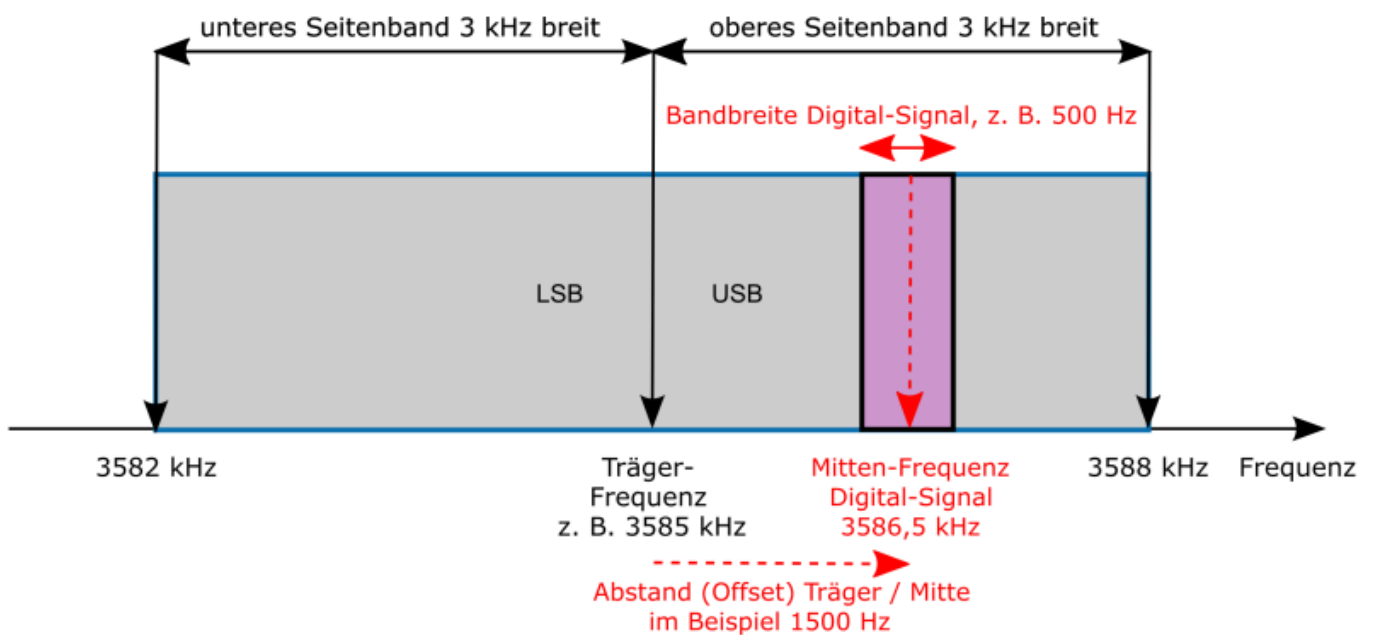 unteres Seitenband 3 kHz breit
oberes Seitenband 3 kHz breit
Bandbreite Digital-Signal, z. B. 500 Hz
LSB
USB
3582 kHz
Träger-
Frequenz
z. B. 3585 kHz
Mitten-Frequenz
Digital-Signal
3586,5 kHz
3588 kHz
Frequenz
Abstand (Offset) Träger / Mitte
im Beispiel 1500 Hz